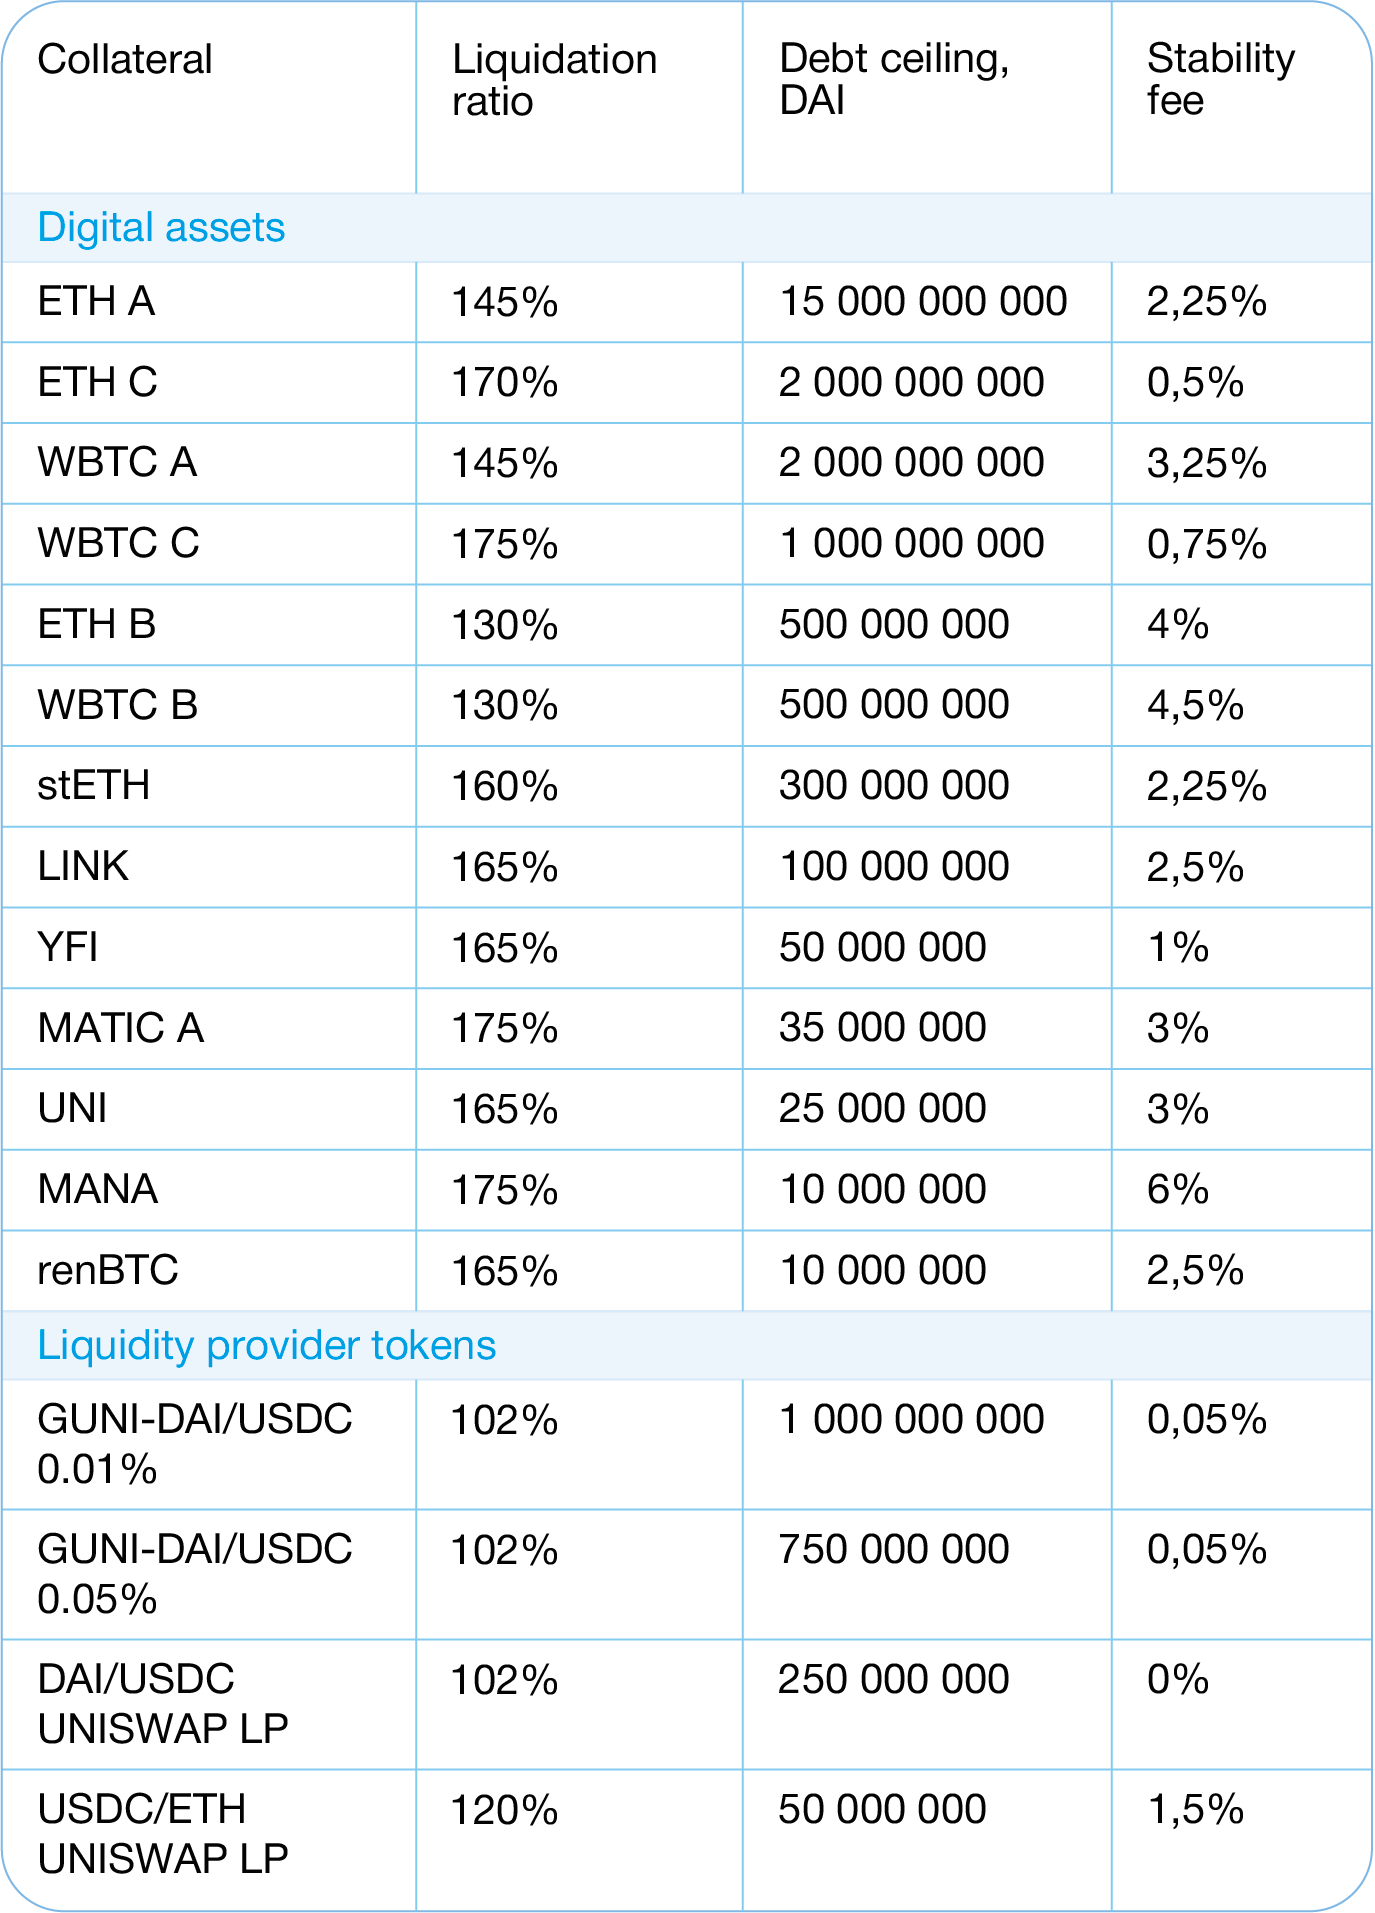 Collateral
Liquidation
ratio
Debt ceiling,
DAI
Stability
fee
Digital assets
ETH A 145% 15 000 000 000 2,25%
ETH C 170% 2 000 000 000 0,5%
WBTC A 145% 2 000 000 000 3,25%
WBTC C 175% 1 000 000 000 0,75%
ETH B 130% 500 000 000 4%
WBTC B 130% 500 000 000 4,5%
stETH 160% 300 000 000 2,25%
LINK 165% 100 000 000 2,5%
YFI 165% 50 000 000 1%
MATIC A 175% 35 000 000 3%
UNI 165% 25 000 000 3%
MANA 175% 10 000 000 6%
renBTC 165% 10 000 000 2,5%
Liquidity provider tokens
GUNI-DAI/USDC 102% 1 000 000 000 0,05%
0.01%
GUNI-DAI/USDC 102% 750 000 000 0,05%
0.05%
DAI/USDC 102% 250 000 000 0%
UNISWAP LP
USDC/ETH 120% 50 000 000 1,5%
UNISWAP LP